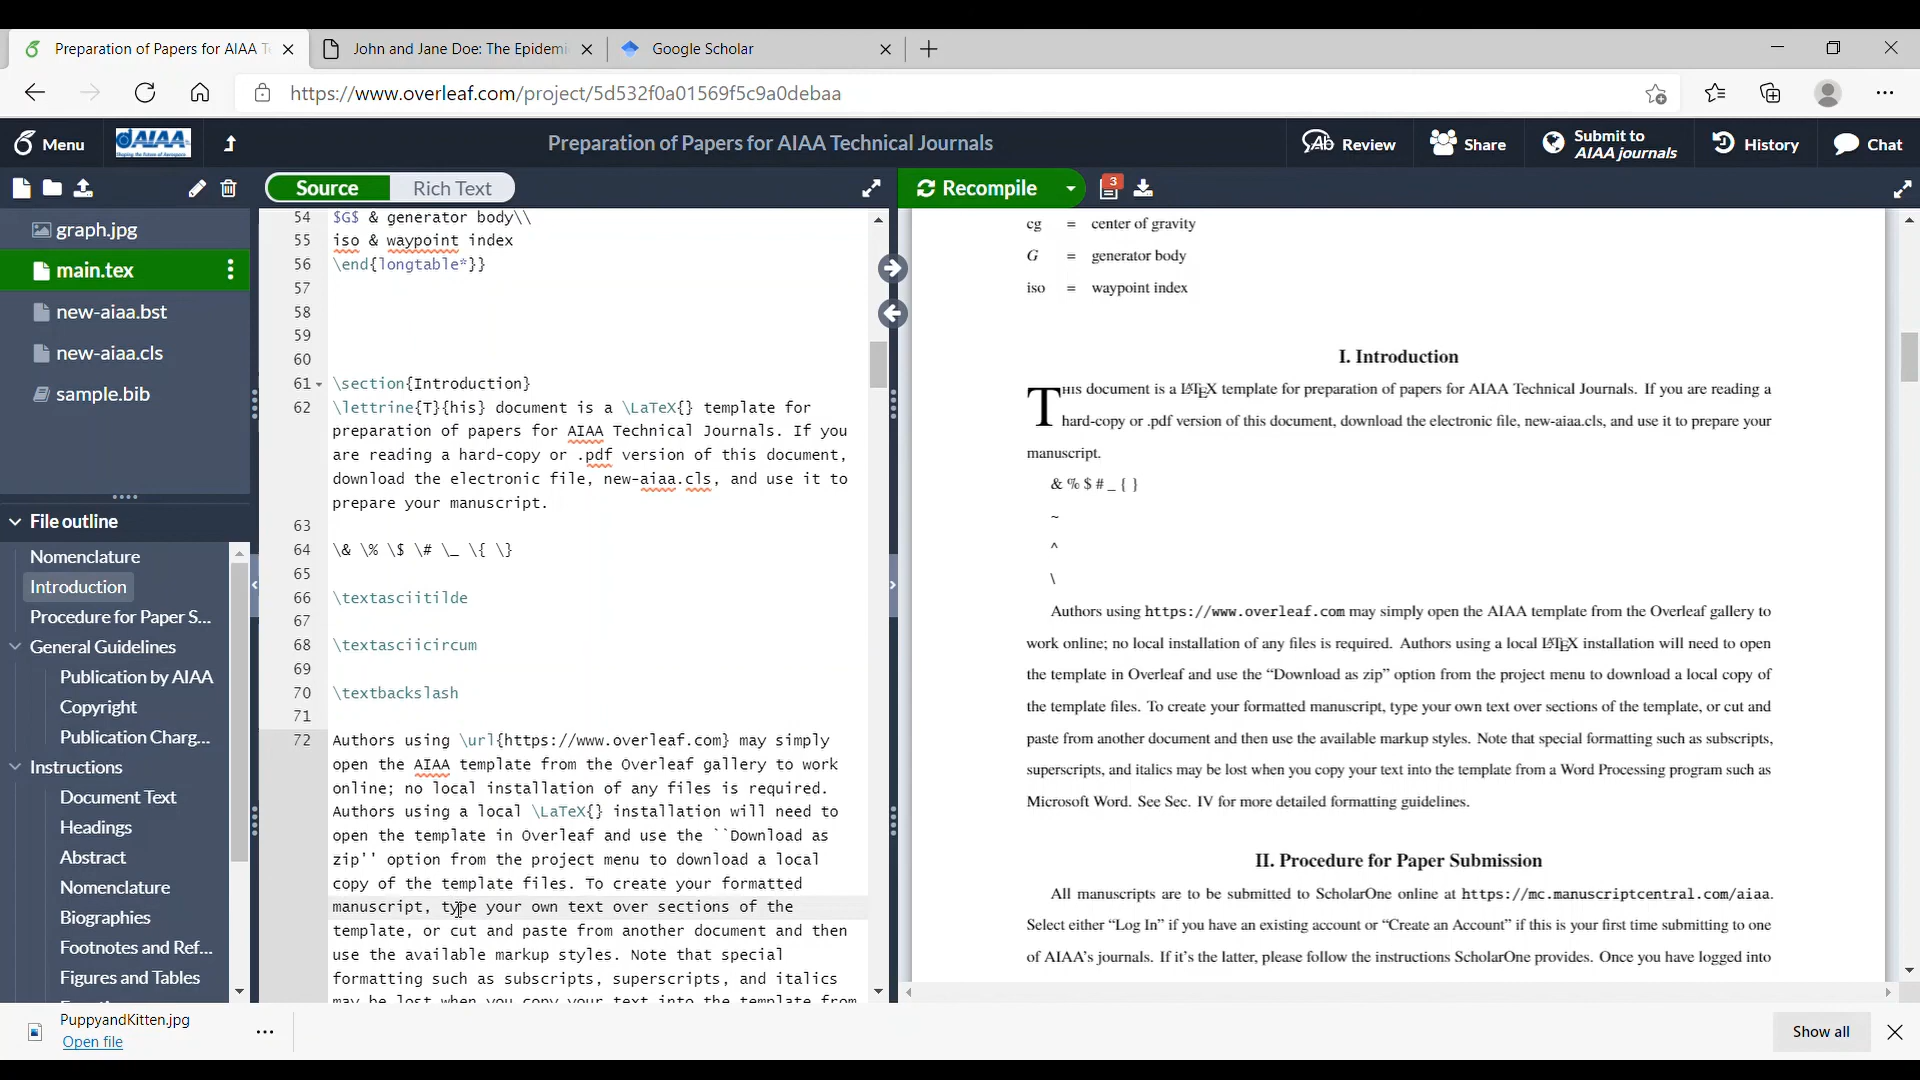 Preparation of Papers for AIAA Te
John and Jane Doe: The Epidemi
Google Scholar
https://www.overleaf.com/project/5d532f0a01569f5c9a0debaa
Menu
AIAA
Shaping the Future of Aerospace
Preparation of Papers for AIAA Technical Journals
Review
Share
Submit to
AIAA journals
History
Chat
Source
Rich Text
Recompile
3
graph.jpg
main.tex
new-aiaa.bst
new-aiaa.cls
sample.bib
File outline
Nomenclature
Introduction
Procedure for Paper S...
General Guidelines
Publication by AIAA
Copyright
Publication Charg...
Instructions
Document Text
Headings
Abstract
Nomenclature
Biographies
Footnotes and Ref...
Figures and Tables
54 $G$ & generator body\\
55 iso & waypoint index
56 \end{longtable*}}
57
58
59
60
61 \section{Introduction}
62 \lettrine{T}{his} document is a \LaTeX{} template for
preparation of papers for AIAA Technical Journals. If you
are reading a hard-copy or .pdf version of this document,
download the electronic file, new-aiaa.cls, and use it to
prepare your manuscript.
63
64 \& \% \$ \# \_ \{ \}
65
66 \textasciitilde
67
68 \textasciicircum
69
70 \textbackslash
71
72 Authors using \url{https://www.overleaf.com} may simply
open the AIAA template from the Overleaf gallery to work
online; no local installation of any files is required.
Authors using a local \LaTeX{} installation will need to
open the template in Overleaf and use the ``Download as
zip'' option from the project menu to download a local
copy of the template files. To create your formatted
manuscript, type your own text over sections of the
template, or cut and paste from another document and then
use the available markup styles. Note that special
formatting such as subscripts, superscripts, and italics
may be lost when you copy your text into the template from
cg = center of gravity
G = generator body
iso = waypoint index
I. Introduction
This document is a LaTeX template for preparation of papers for AIAA Technical Journals. If you are reading a
hard-copy or .pdf version of this document, download the electronic file, new-aiaa.cls, and use it to prepare your
manuscript.
& % $ # _ { }
~
^
\
Authors using https://www.overleaf.com may simply open the AIAA template from the Overleaf gallery to
work online; no local installation of any files is required. Authors using a local LaTeX installation will need to open
the template in Overleaf and use the “Download as zip” option from the project menu to download a local copy of
the template files. To create your formatted manuscript, type your own text over sections of the template, or cut and
paste from another document and then use the available markup styles. Note that special formatting such as subscripts,
superscripts, and italics may be lost when you copy your text into the template from a Word Processing program such as
Microsoft Word. See Sec. IV for more detailed formatting guidelines.
II. Procedure for Paper Submission
All manuscripts are to be submitted to ScholarOne online at https://mc.manuscriptcentral.com/aiaa.
Select either “Log In” if you have an existing account or “Create an Account” if this is your first time submitting to one
of AIAA’s journals. If it’s the latter, please follow the instructions ScholarOne provides. Once you have logged into
PuppyandKitten.jpg
Open file
Show all